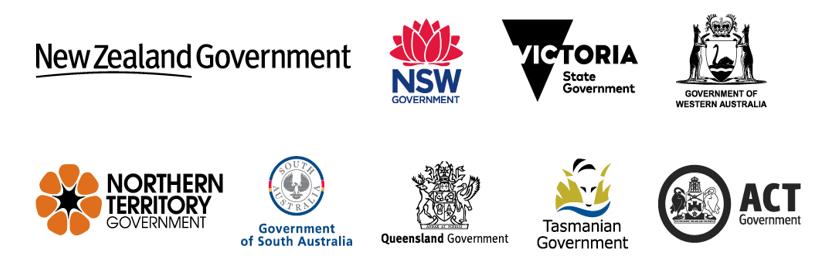 New Zealand Government
NSW
GOVERNMENT
VICTORIA
State
Government
GOVERNMENT OF
WESTERN AUSTRALIA
NORTHERN
TERRITORY
GOVERNMENT
SOUTH
AUSTRALIA
Government
of South Australia
Queensland Government
Tasmanian
Government
ACT
Government